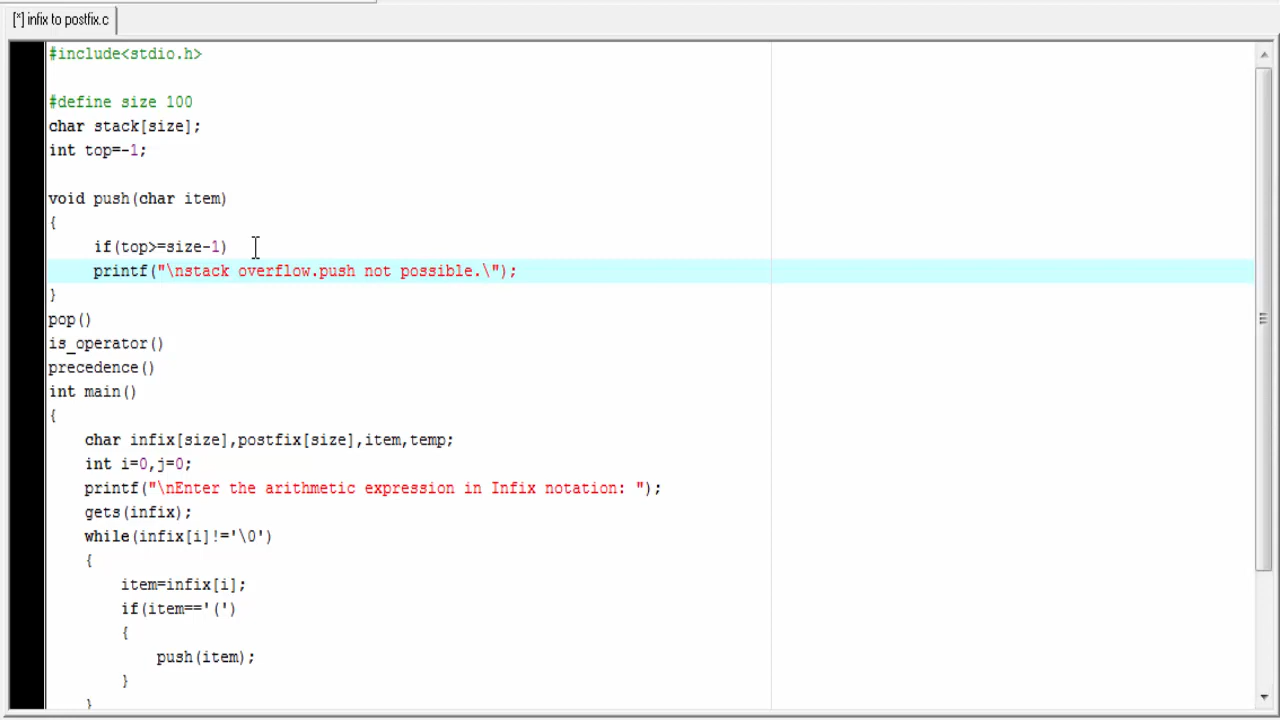 [*] infix to postfix.c
#include<stdio.h>
#define size 100
char stack[size];
int top=-1;
void push(char item)
{
if(top>=size-1)
printf("\nstack overflow.push not possible.\");
}
pop()
is_operator()
precedence()
int main()
{
char infix[size],postfix[size],item,temp;
int i=0,j=0;
printf("\nEnter the arithmetic expression in Infix notation: ");
gets(infix);
while(infix[i]!='\0')
{
item=infix[i];
if(item=='(')
{
push(item);
}
}